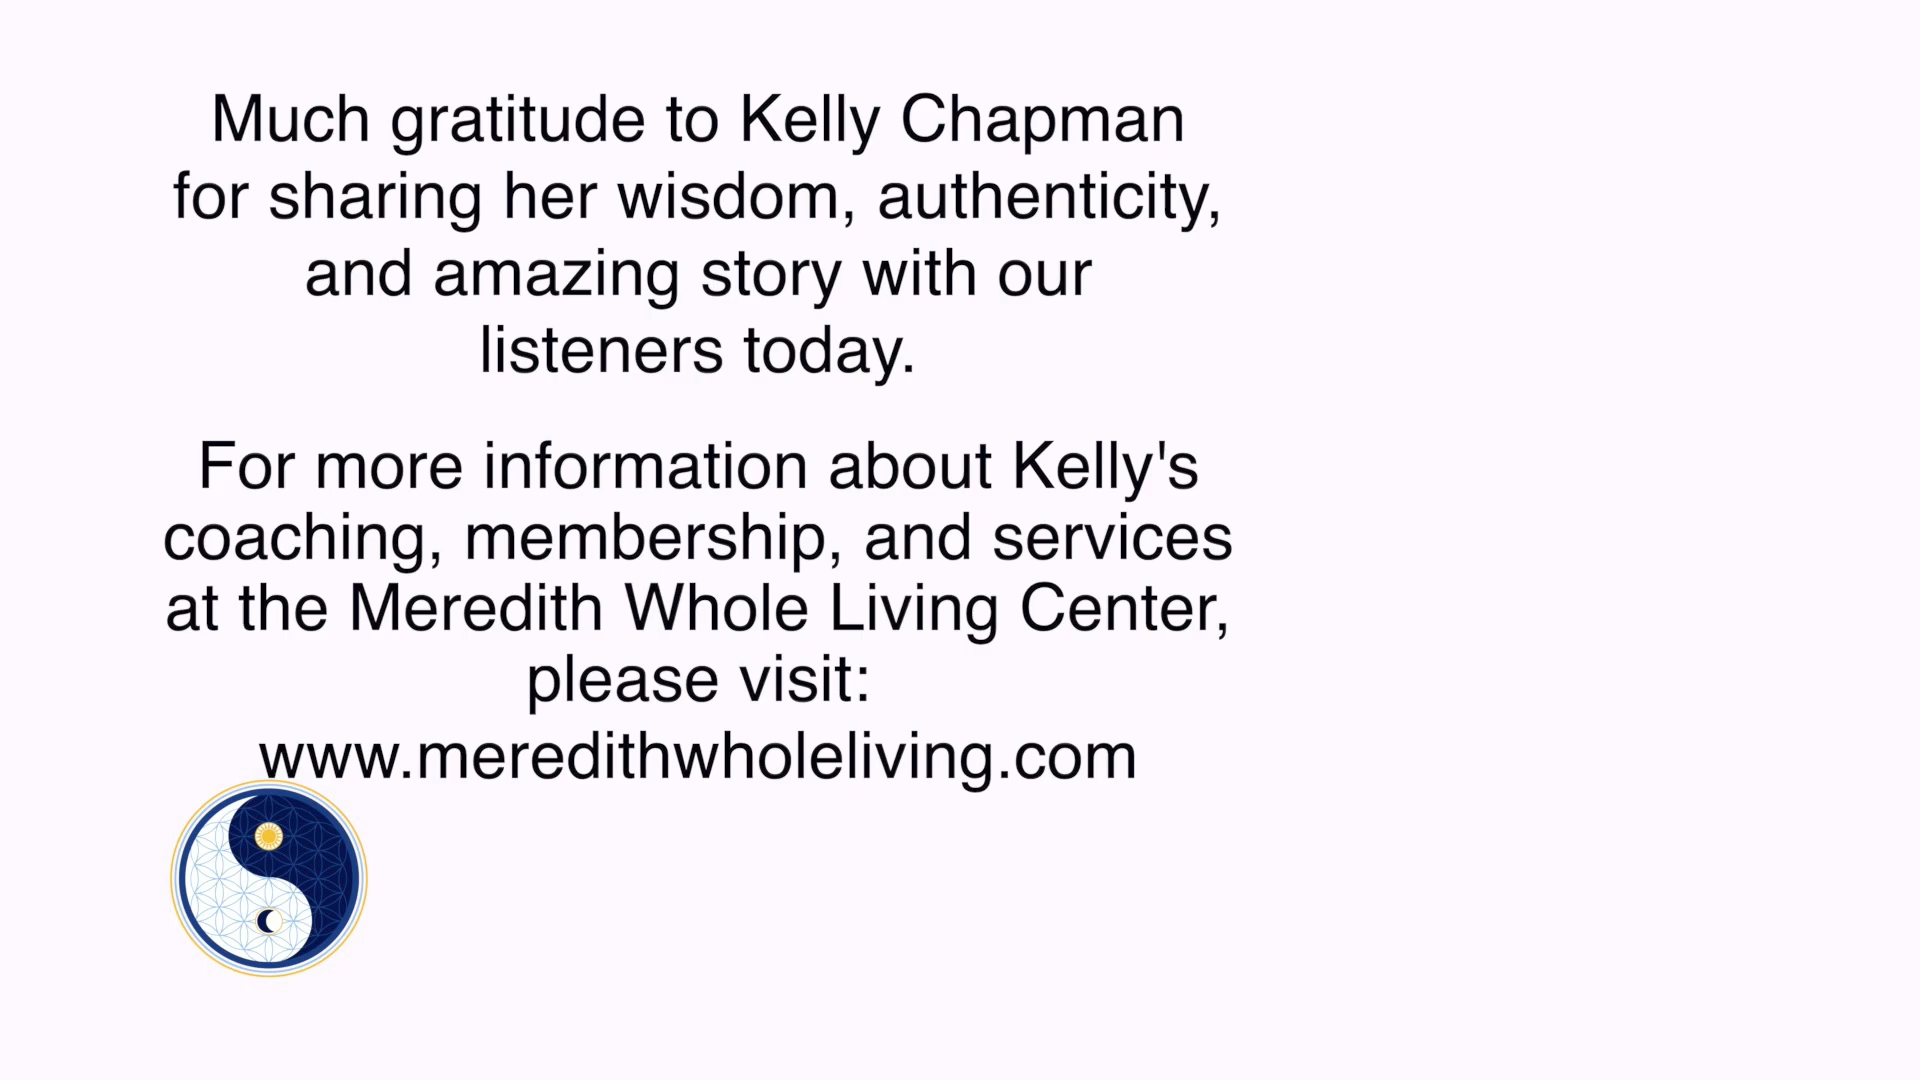 Much gratitude to Kelly Chapman
for sharing her wisdom, authenticity,
and amazing story with our
listeners today.
For more information about Kelly's
coaching, membership, and services
at the Meredith Whole Living Center,
please visit:
www.meredithwholeliving.com